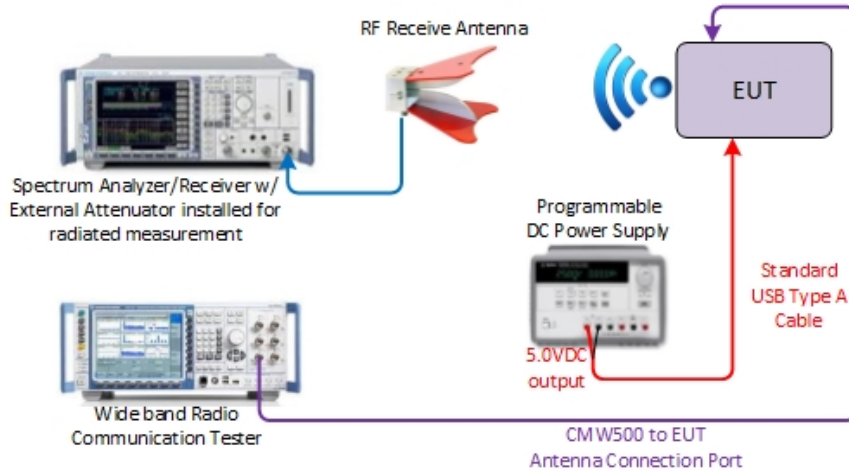 RF Receive Antenna
EUT
Spectrum Analyzer/Receiver w/
External Attenuator installed for
radiated measurement
Programmable
DC Power Supply
Standard
USB Type A
Cable
5.0VDC
output
Wide band Radio
Communication Tester
CMW500 to EUT
Antenna Connection Port